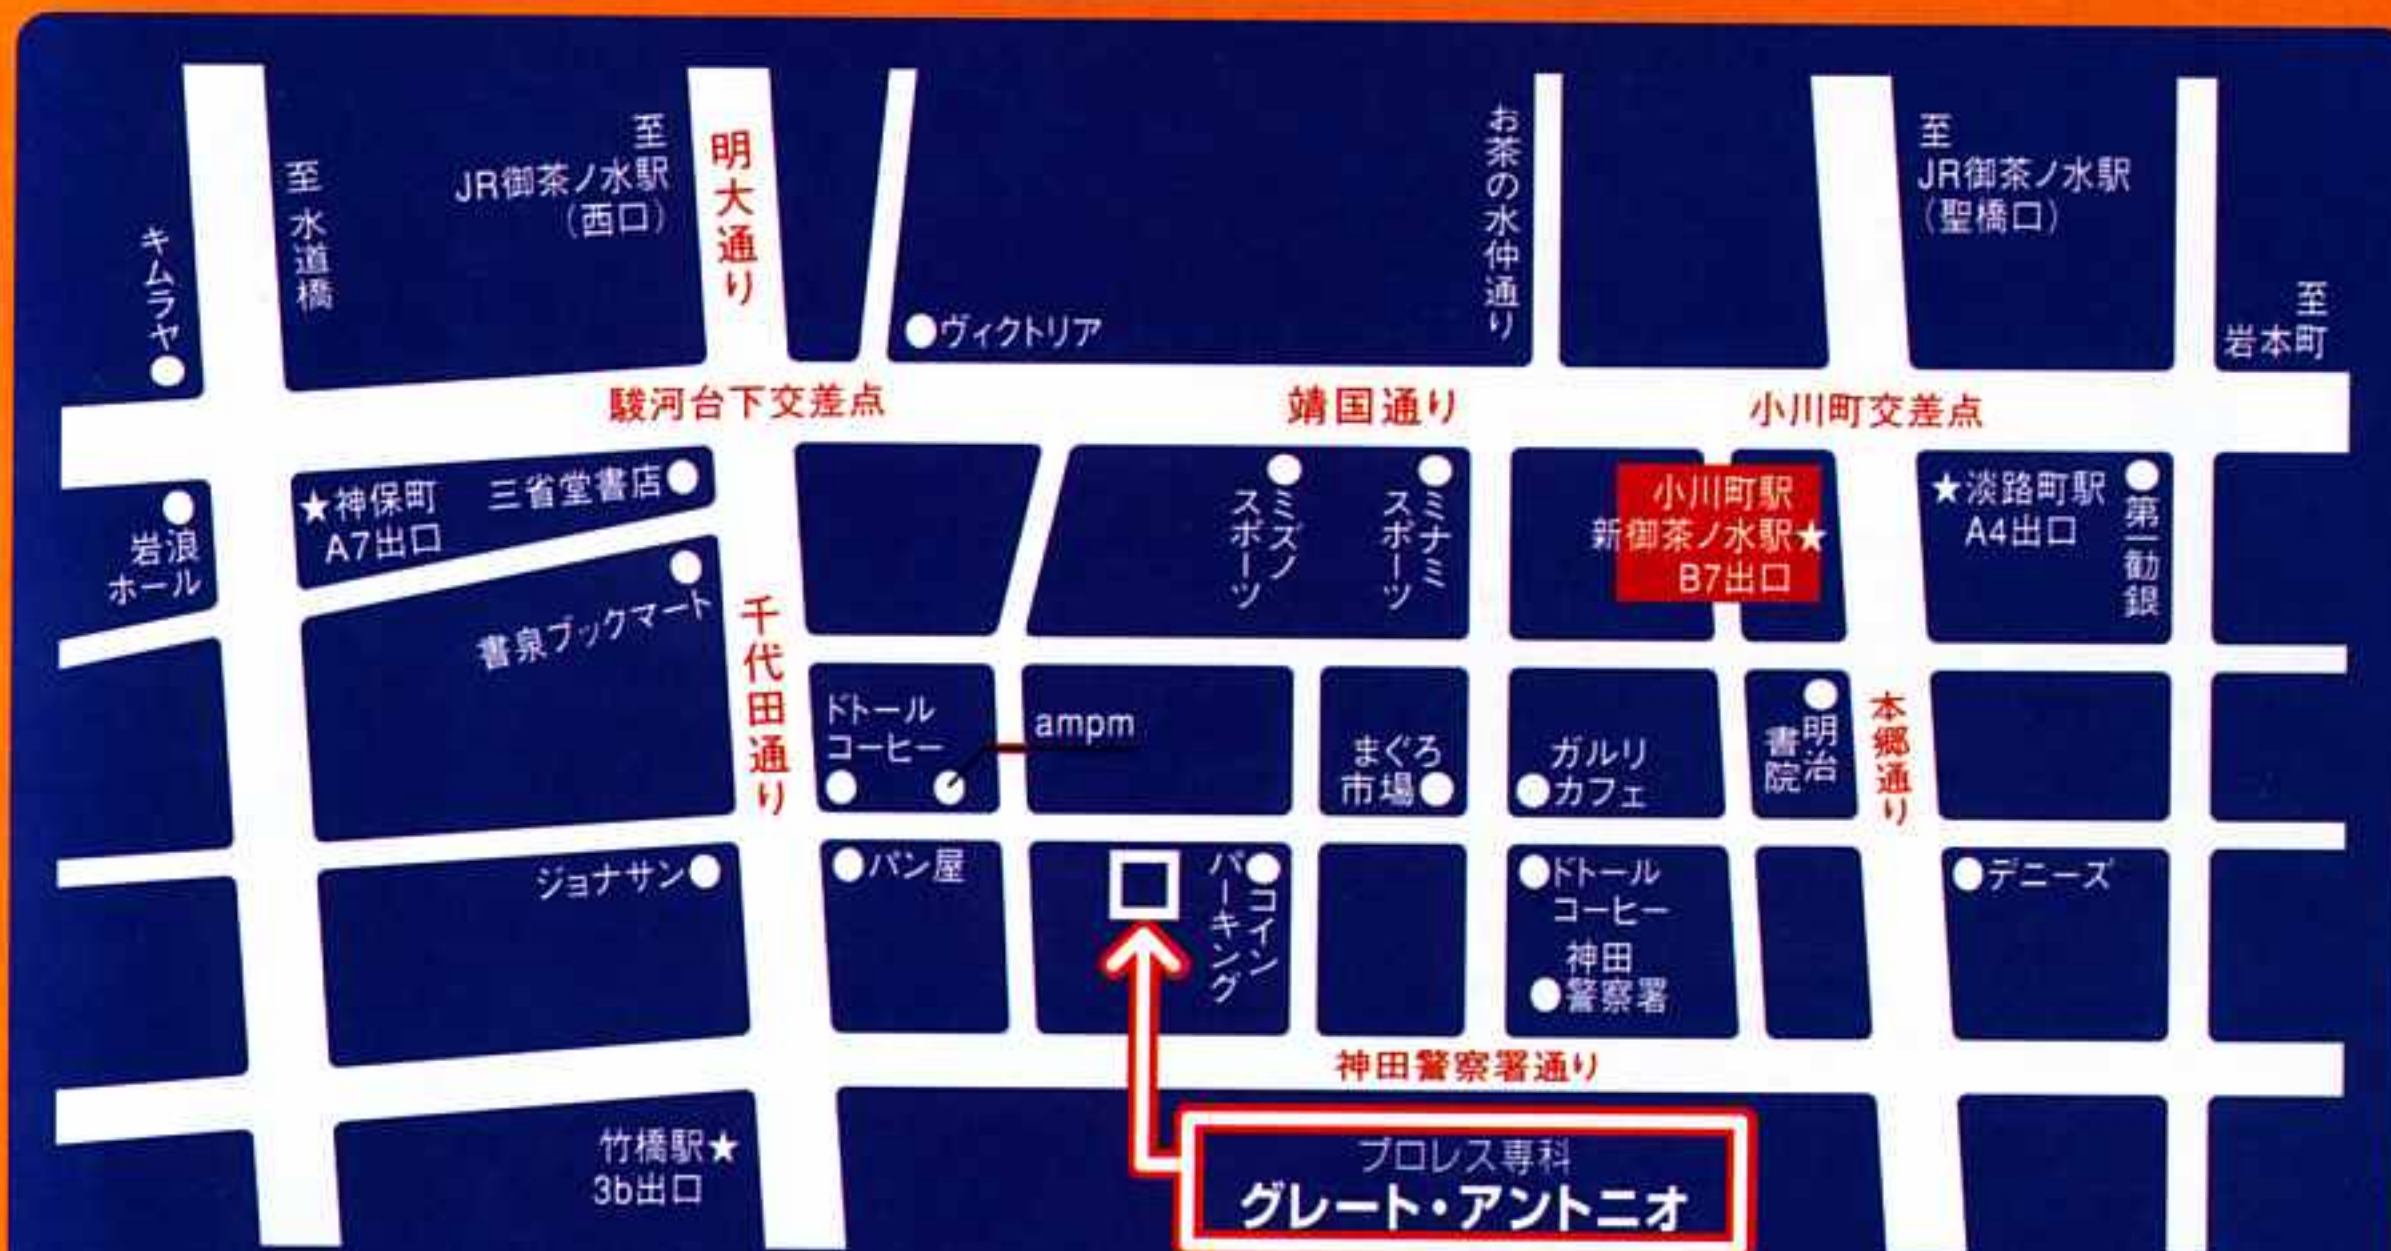 キムラヤ
至 水道橋
至
JR御茶ノ水駅
（西口）
明大通り
ヴィクトリア
お茶の水仲通り
至
JR御茶ノ水駅
（聖橋口）
至
岩本町
駿河台下交差点
靖国通り
小川町交差点
岩浪
ホール
★神保町
A7出口
三省堂書店
書泉ブックマート
千代田通り
ミズノ
スポーツ
ミナミ
スポーツ
小川町駅
新御茶ノ水駅★
B7出口
★淡路町駅
A4出口
第一勧銀
ドトール
コーヒー
ampm
まぐろ
市場
ガルリ
カフェ
明治
書院
本郷通り
ジョナサン
パン屋
コイン
パーキング
ドトール
コーヒー
神田
警察署
デニーズ
神田警察署通り
竹橋駅★
3b出口
プロレス専科
グレート・アントニオ